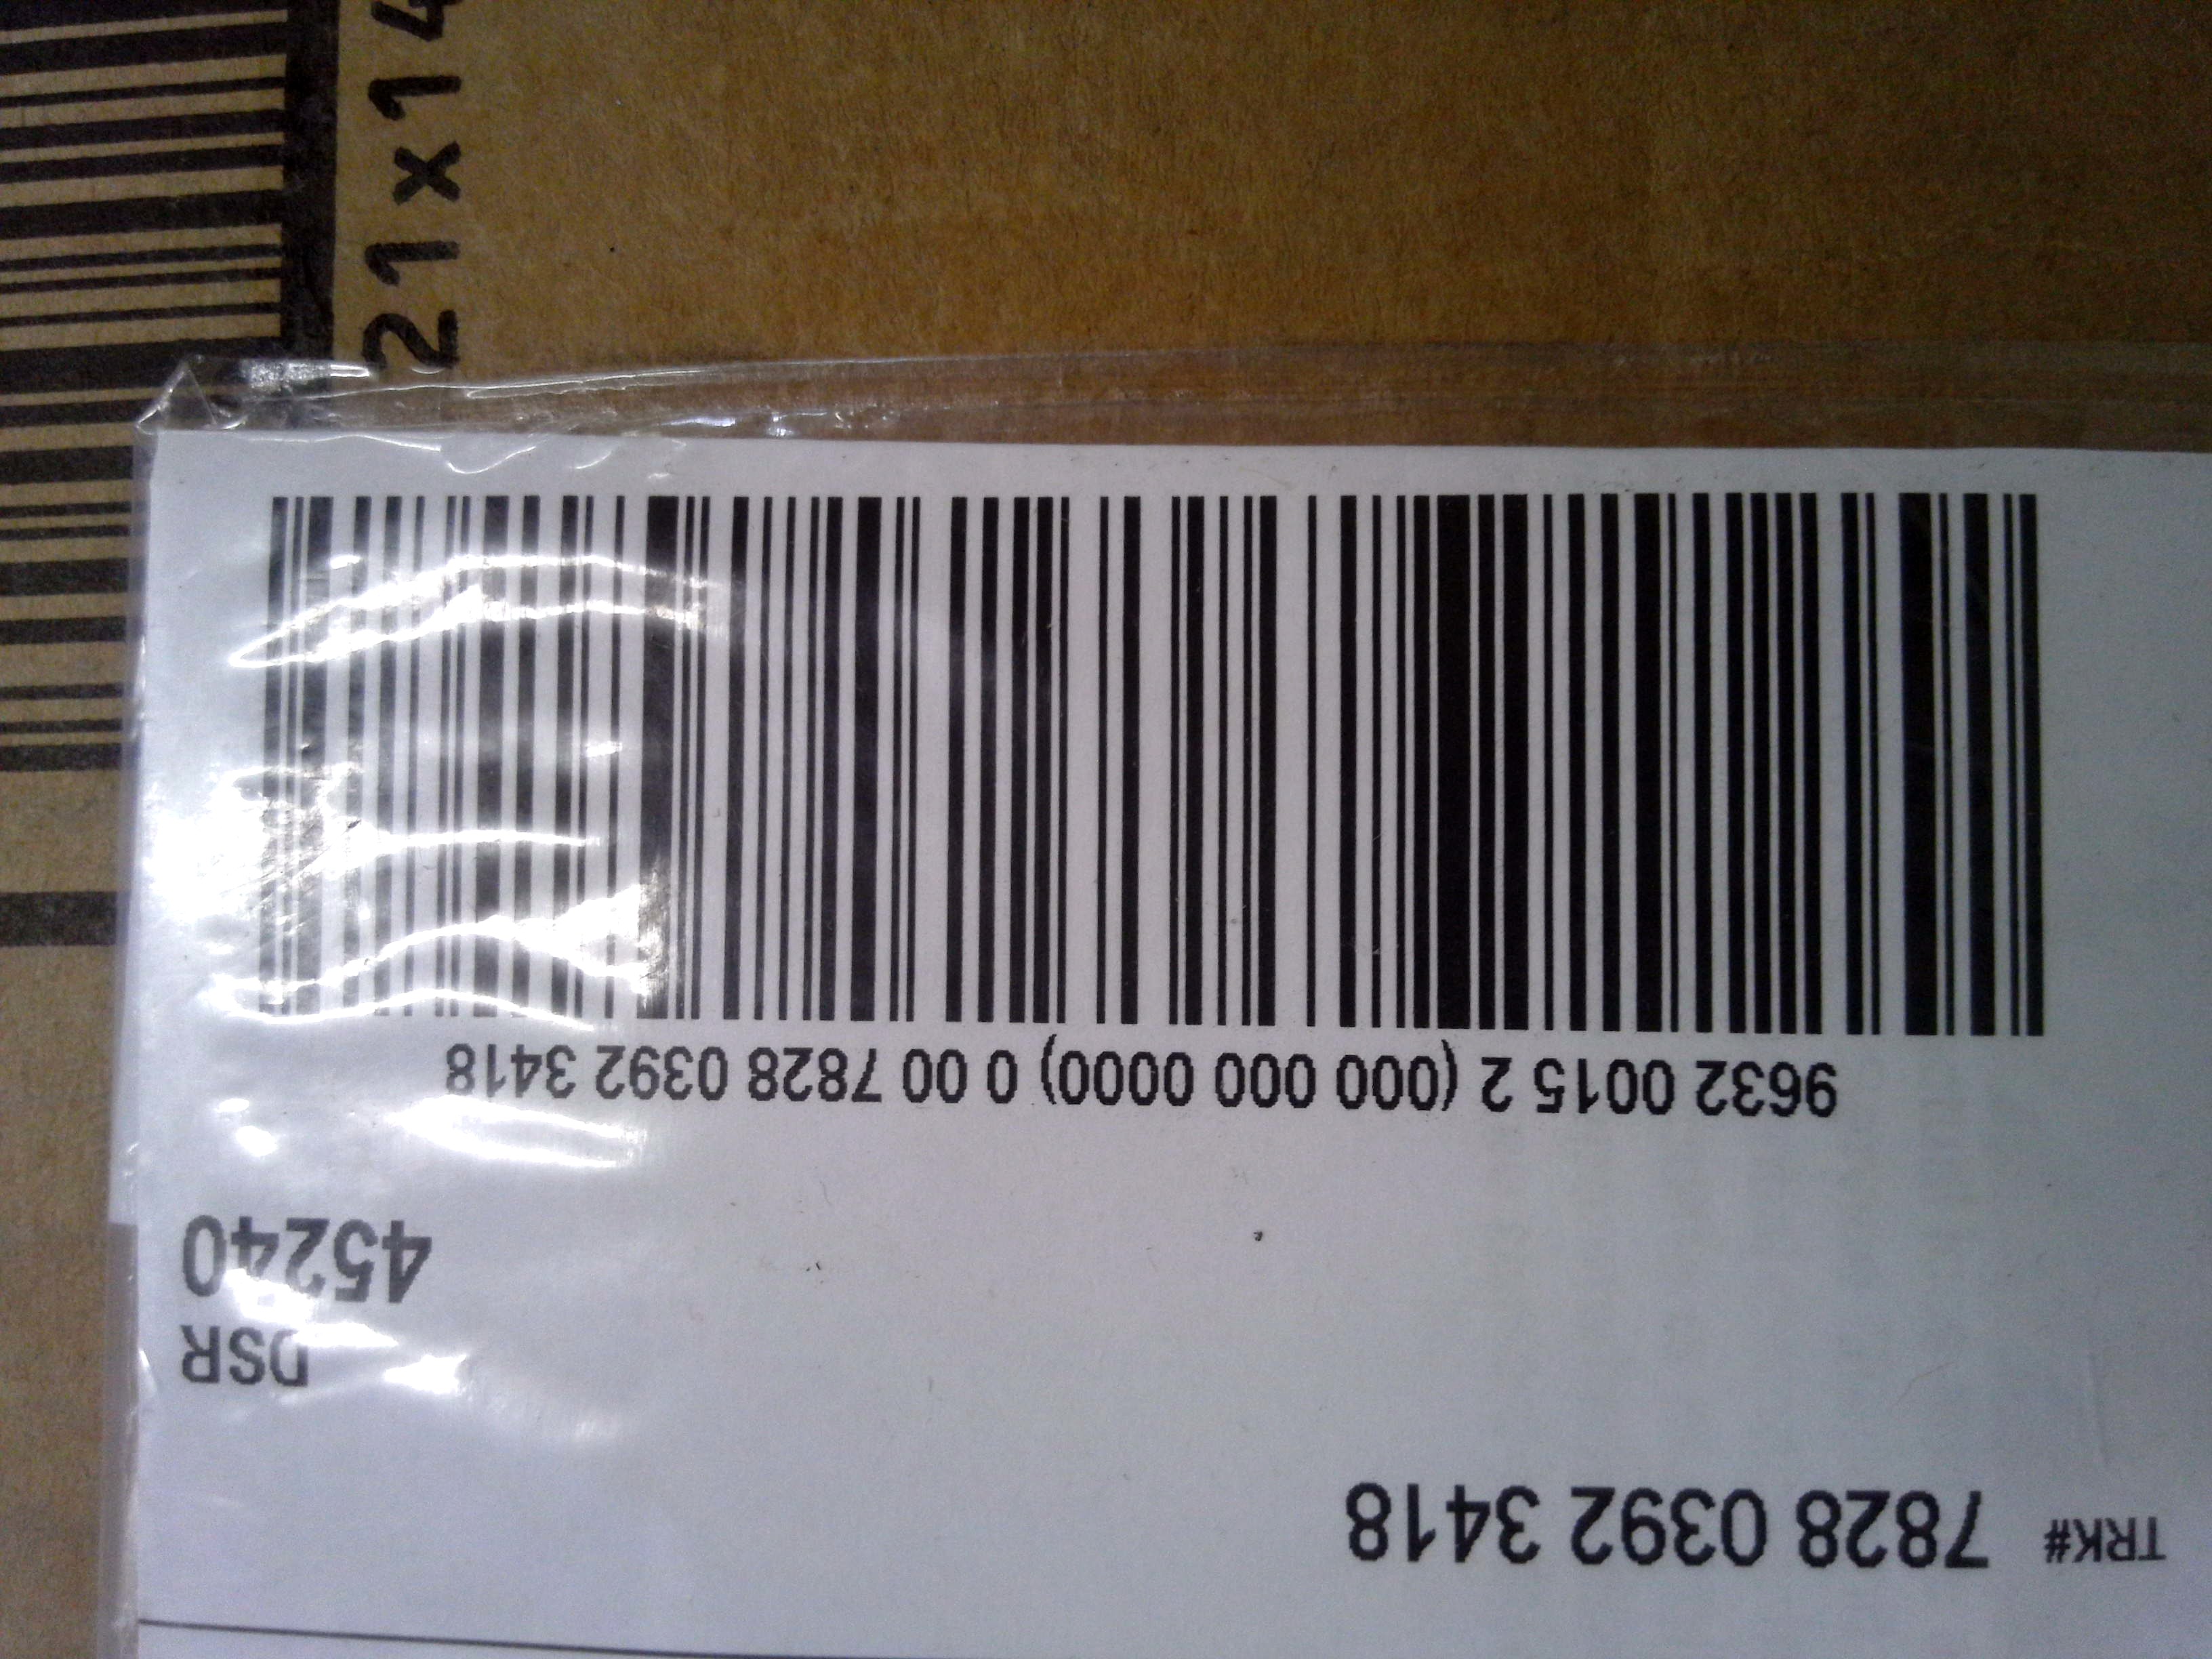 TRK# 7828 0392 3418
DSR
45240
9632 0015 2 (000 000 0000) 0 00 7828 0392 3418
21x14